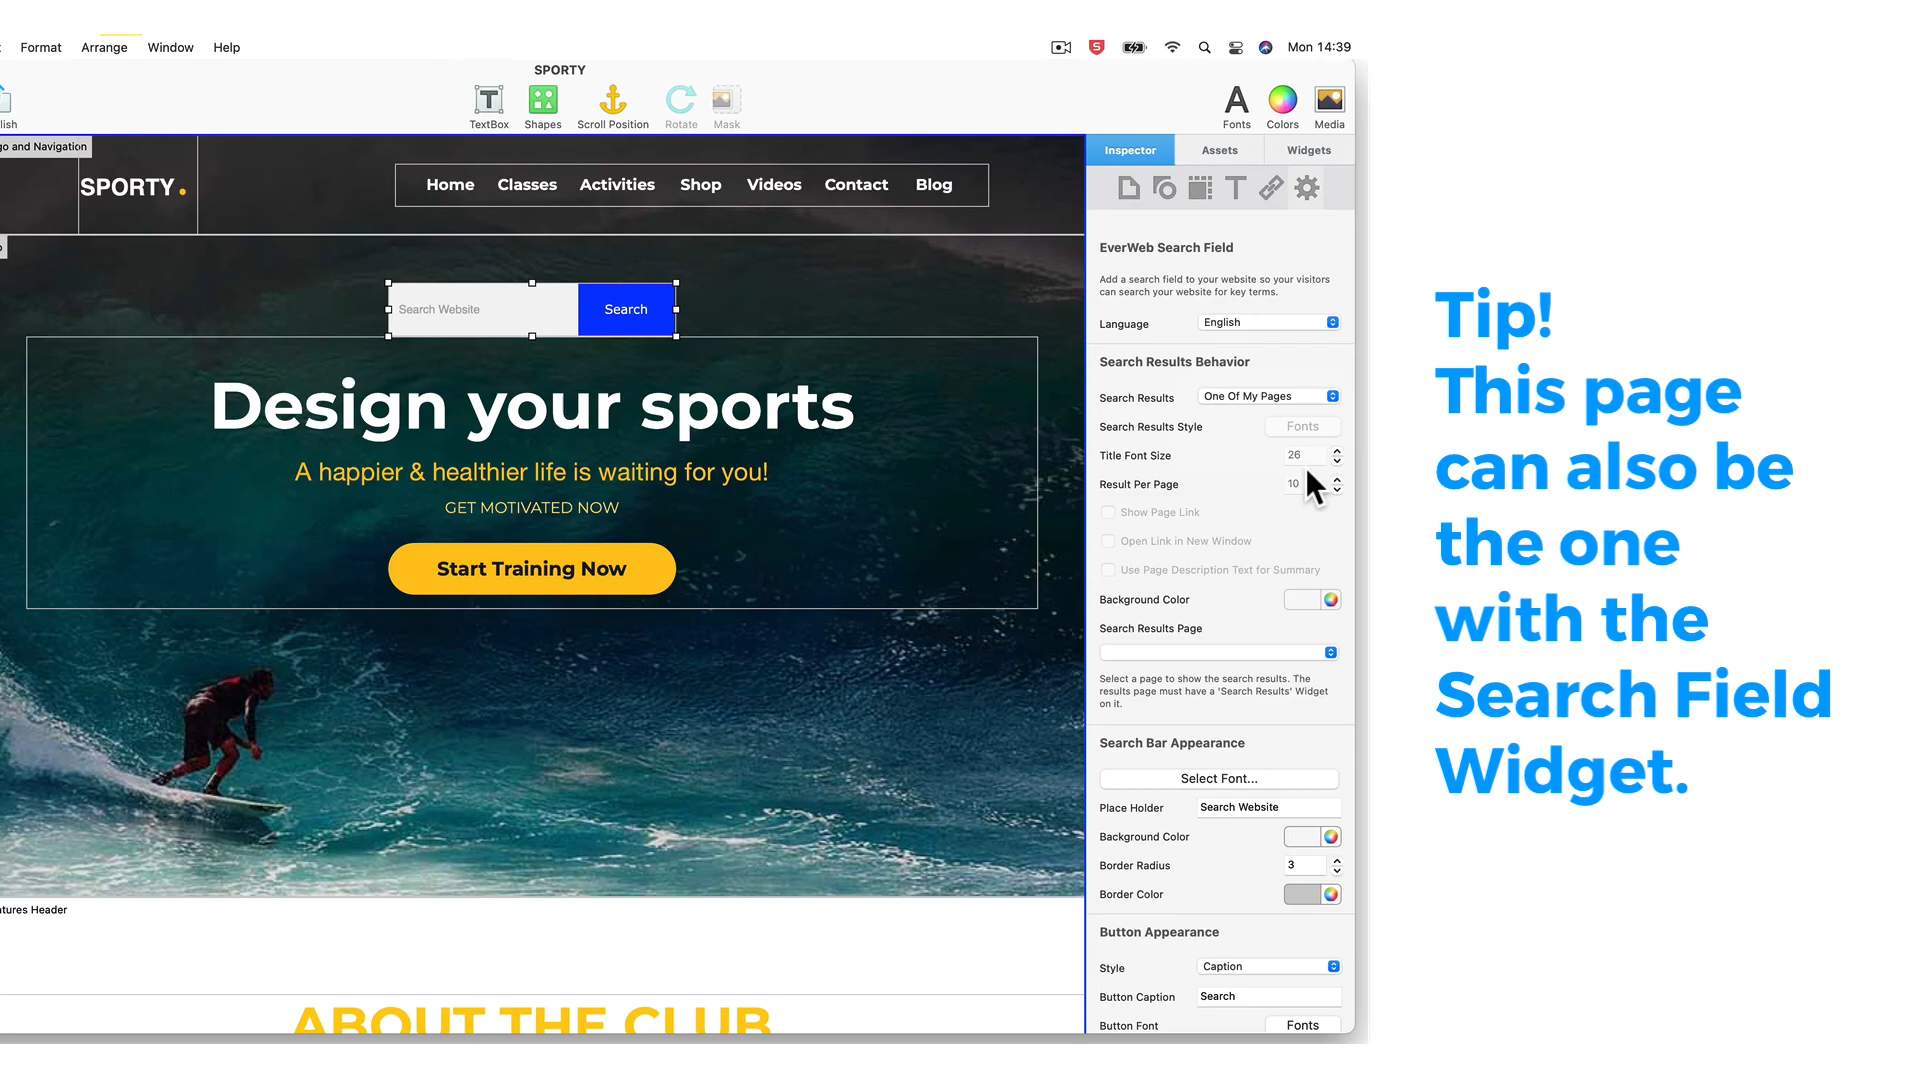 Format Arrange Window Help
Mon 14:39
SPORTY
TextBox Shapes Scroll Position Rotate Mask
Fonts Colors Media
Inspector Assets Widgets
and Navigation
SPORTY.
Home Classes Activities Shop Videos Contact Blog
Search Website Search
Design your sports
A happier & healthier life is waiting for you!
GET MOTIVATED NOW
Start Training Now
Header
ABOUT THE CLUB
EverWeb Search Field
Add a search field to your website so your visitors
can search your website for key terms.
Language English
Search Results Behavior
Search Results One Of My Pages
Search Results Style Fonts
Title Font Size 26
Result Per Page 10
Show Page Link
Open Link in New Window
Use Page Description Text for Summary
Background Color
Search Results Page
Select a page to show the search results. The
results page must have a 'Search Results' Widget
on it.
Search Bar Appearance
Select Font...
Place Holder Search Website
Background Color
Border Radius 3
Border Color
Button Appearance
Style Caption
Button Caption Search
Button Font Fonts
Tip!
This page
can also be
the one
with the
Search Field
Widget.